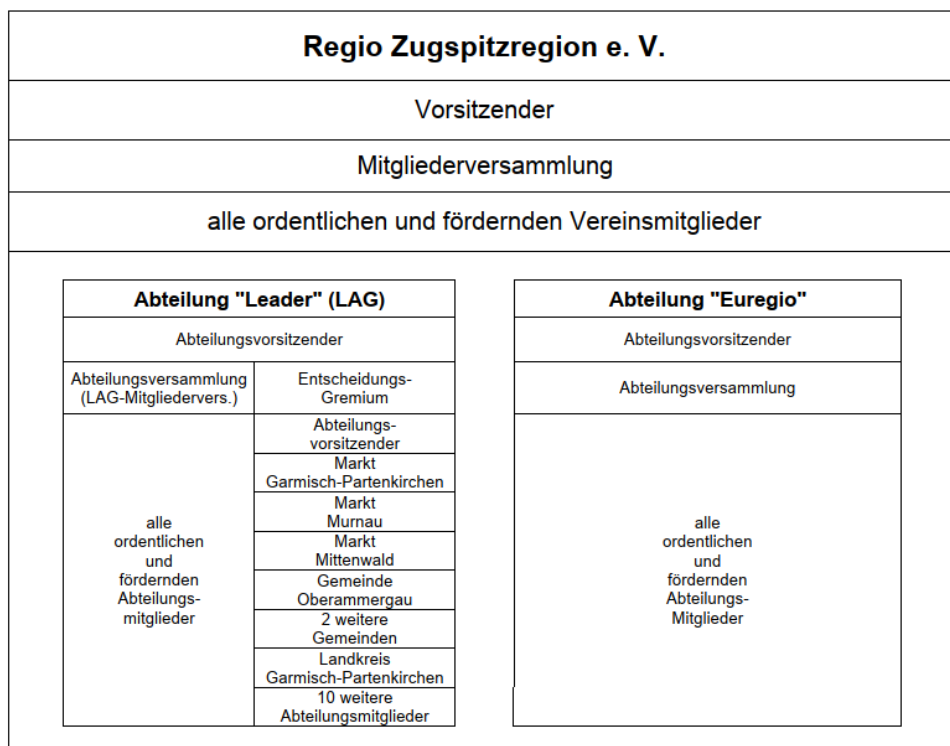 Regio Zugspitzregion e. V.
Vorsitzender
Mitgliederversammlung
alle ordentlichen und fördernden Vereinsmitglieder
Abteilung "Leader" (LAG)
Abteilungsvorsitzender
Abteilungsversammlung
(LAG-Mitgliedervers.)
alle
ordentlichen
und
fördernden
Abteilungs-
mitglieder
Entscheidungs-
Gremium
Abteilungs-
vorsitzender
Markt
Garmisch-Partenkirchen
Markt
Murnau
Markt
Mittenwald
Gemeinde
Oberammergau
2 weitere
Gemeinden
Landkreis
Garmisch-Partenkirchen
10 weitere
Abteilungsmitglieder
Abteilung "Euregio"
Abteilungsvorsitzender
Abteilungsversammlung
alle
ordentlichen
und
fördernden
Abteilungs-
Mitglieder